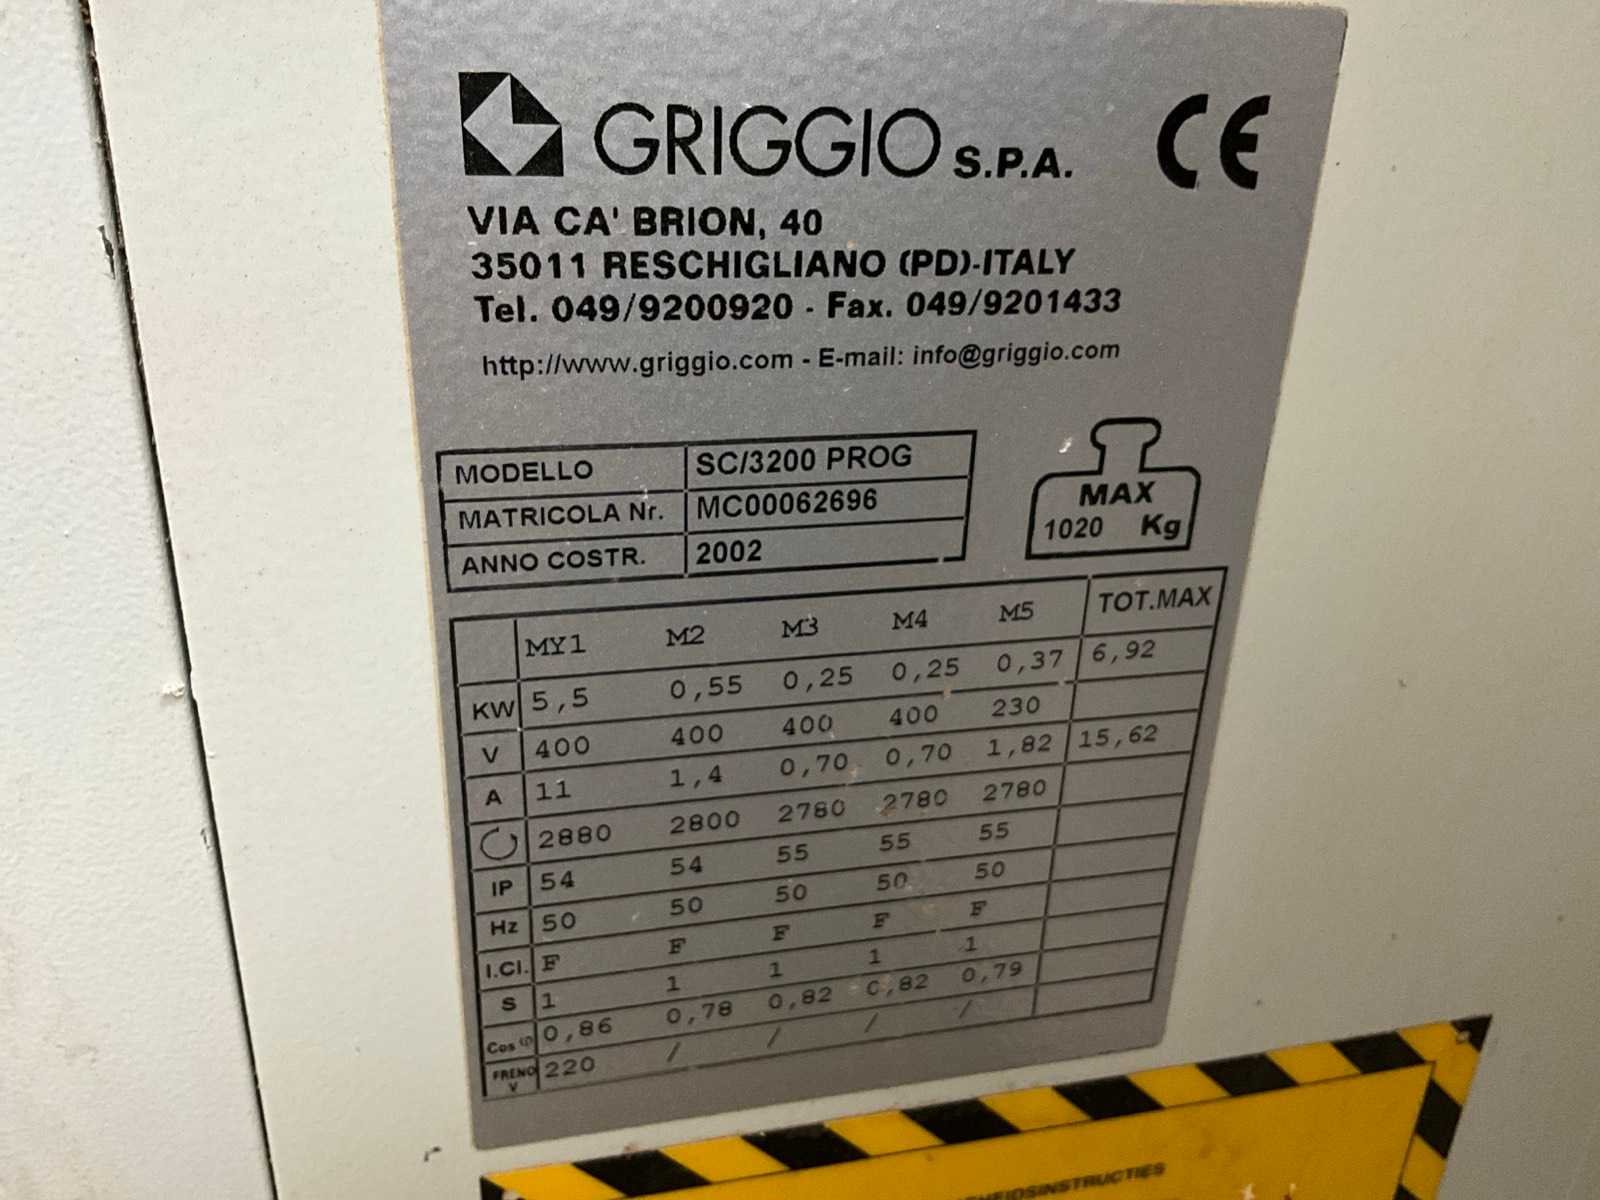 GRIGGIO S.P.A. CE
VIA CA' BRION, 40
35011 RESCHIGLIANO (PD)-ITALY
Tel. 049/9200920 - Fax. 049/9201433
http://www.griggio.com - E-mail: info@griggio.com
MODELLO SC/3200 PROG
MATRICOLA Nr. MC00062696
ANNO COSTR. 2002
MAX
1020 Kg
MY1 M2 M3 M4 M5 TOT.MAX
KW 5,5 0,55 0,25 0,25 0,37 6,92
V 400 400 400 400 230
A 11 1,4 0,70 0,70 1,82 15,62
2880 2800 2780 2780 2780
IP 54 54 55 55 55
Hz 50 50 50 50 50
I.Cl. F F F F F
S 1 1 1 1 1
Cos φ 0,86 0,78 0,82 0,82 0,79
FRENO V 220 / / / /